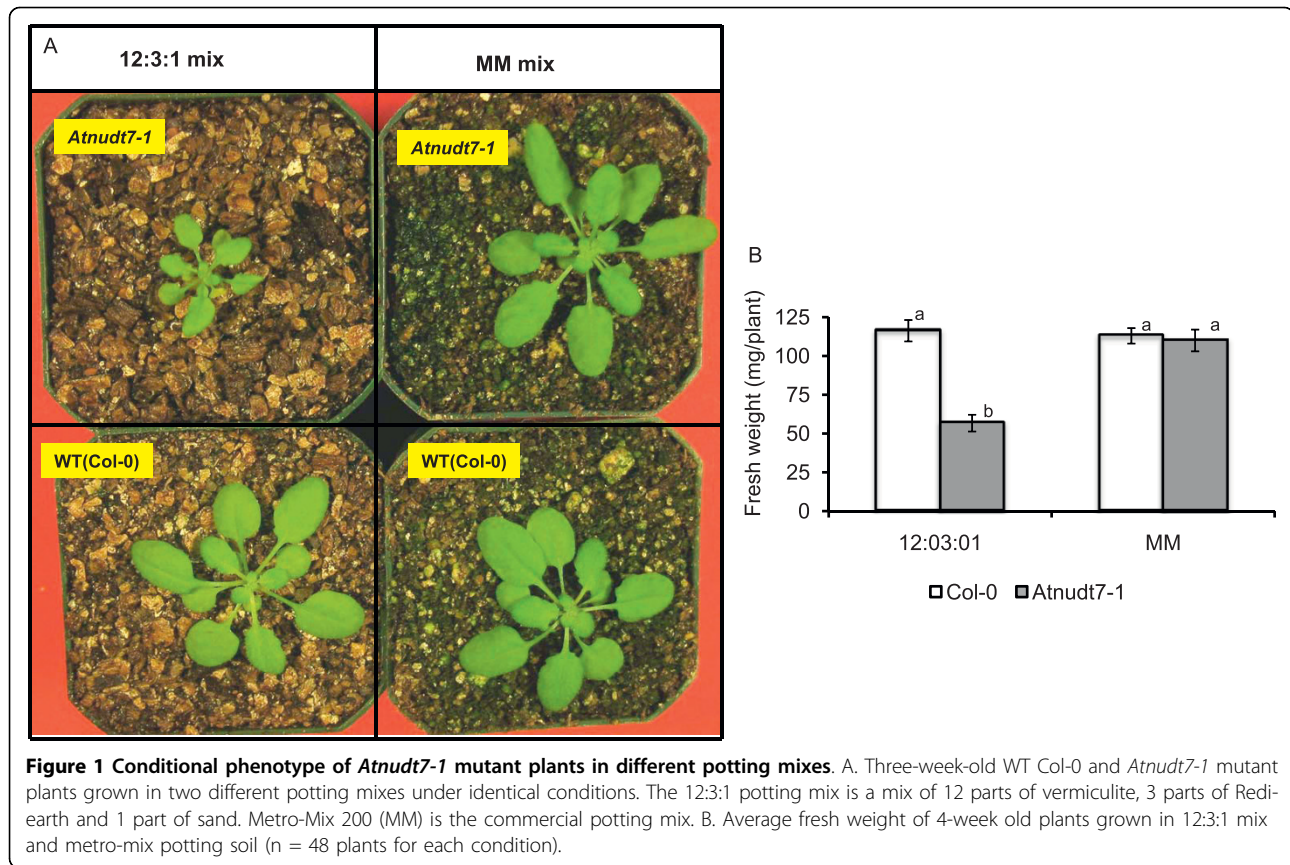 A
12:3:1 mix
MM mix
Atnudt7-1
Atnudt7-1
WT(Col-0)
WT(Col-0)
B
Fresh weight (mg/plant)
125
100
75
50
25
0
a
b
a
a
12:03:01
MM
Col-0
Atnudt7-1
Figure 1 Conditional phenotype of Atnudt7-1 mutant plants in different potting mixes. A. Three-week-old WT Col-0 and Atnudt7-1 mutant
plants grown in two different potting mixes under identical conditions. The 12:3:1 potting mix is a mix of 12 parts of vermiculite, 3 parts of Redi-
earth and 1 part of sand. Metro-Mix 200 (MM) is the commercial potting mix. B. Average fresh weight of 4-week old plants grown in 12:3:1 mix
and metro-mix potting soil (n = 48 plants for each condition).